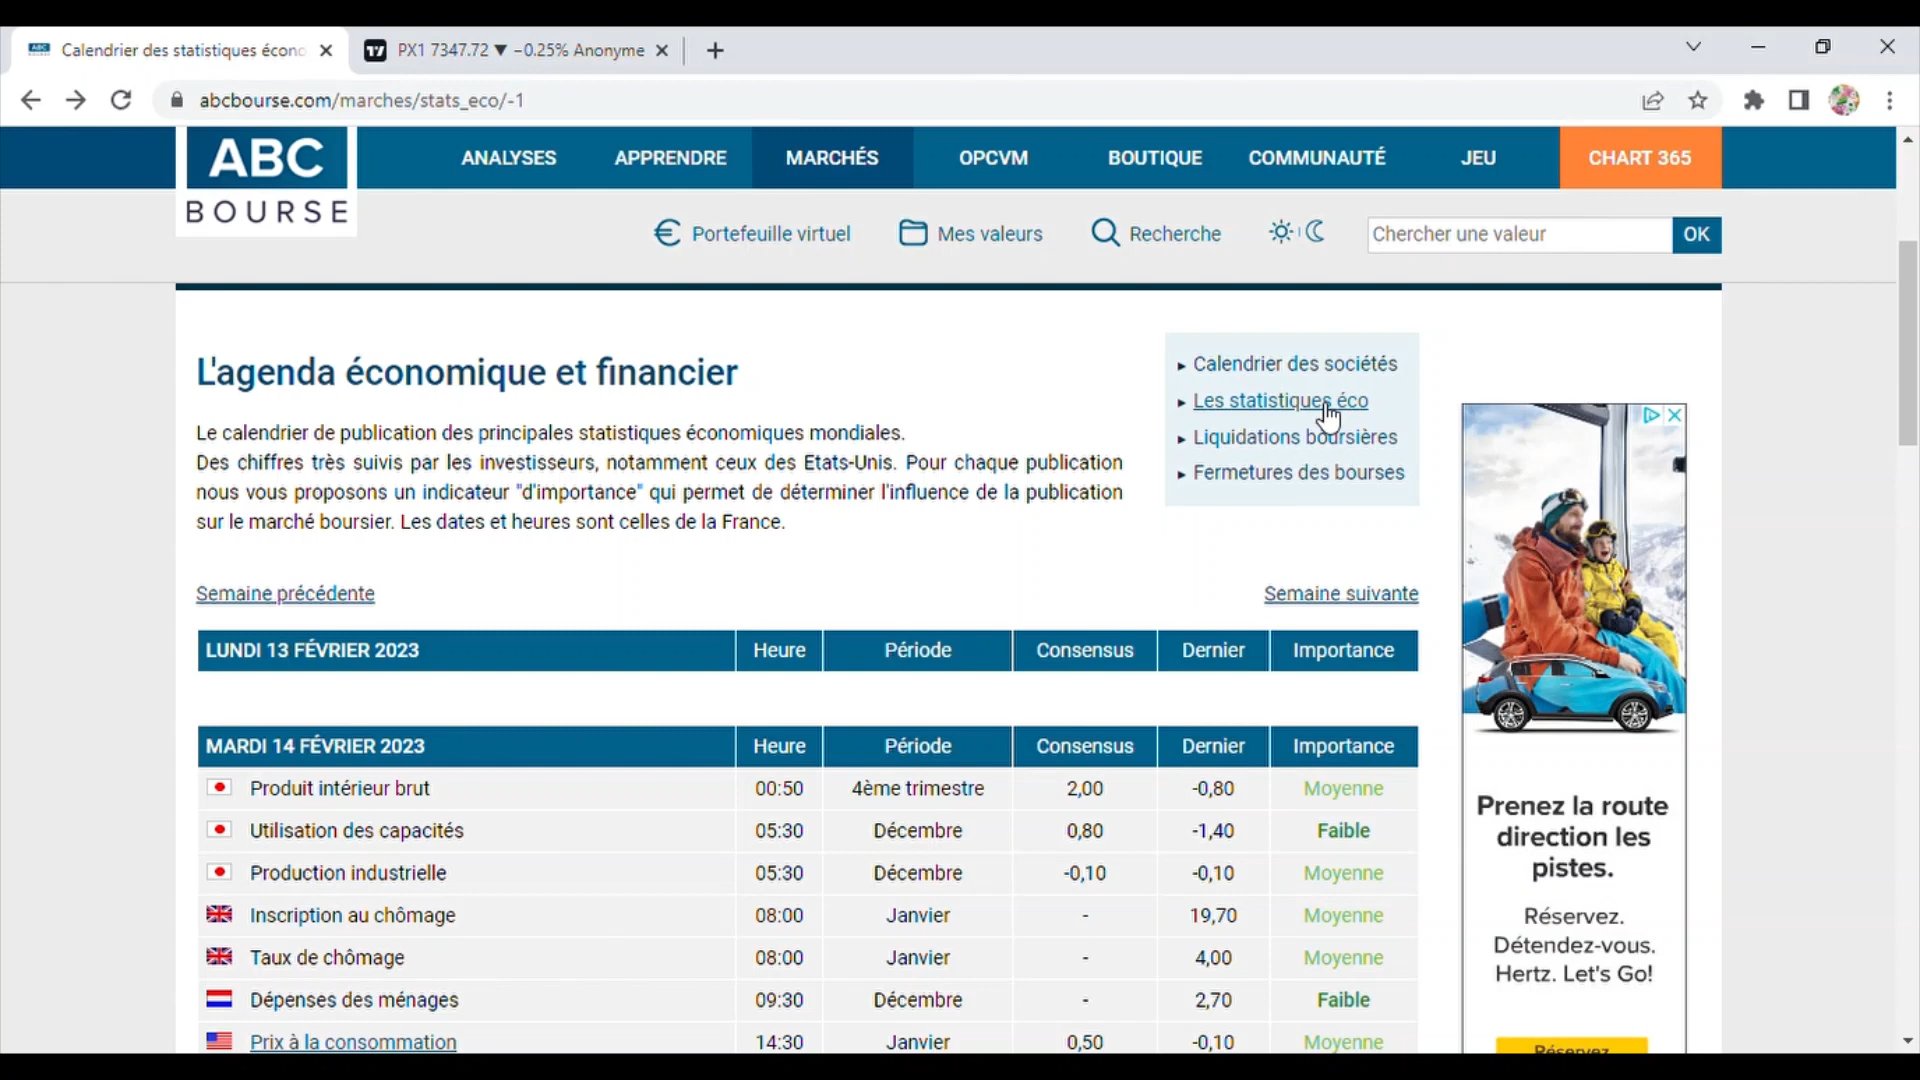 Calendrier des statistiques écono
PX1 7347.72 ▼ −0.25% Anonyme
abcbourse.com/marches/stats_eco/-1
ABC
BOURSE
ANALYSES APPRENDRE MARCHÉS OPCVM BOUTIQUE COMMUNAUTÉ JEU CHART 365
Portefeuille virtuel Mes valeurs Recherche Chercher une valeur OK
L'agenda économique et financier
Le calendrier de publication des principales statistiques économiques mondiales.
Des chiffres très suivis par les investisseurs, notamment ceux des Etats-Unis. Pour chaque publication
nous vous proposons un indicateur "d'importance" qui permet de déterminer l'influence de la publication
sur le marché boursier. Les dates et heures sont celles de la France.
▸ Calendrier des sociétés
▸ Les statistiques éco
▸ Liquidations boursières
▸ Fermetures des bourses
Semaine précédente Semaine suivante
LUNDI 13 FÉVRIER 2023 Heure Période Consensus Dernier Importance
MARDI 14 FÉVRIER 2023 Heure Période Consensus Dernier Importance
Produit intérieur brut 00:50 4ème trimestre 2,00 -0,80 Moyenne
Utilisation des capacités 05:30 Décembre 0,80 -1,40 Faible
Production industrielle 05:30 Décembre -0,10 -0,10 Moyenne
Inscription au chômage 08:00 Janvier - 19,70 Moyenne
Taux de chômage 08:00 Janvier - 4,00 Moyenne
Dépenses des ménages 09:30 Décembre - 2,70 Faible
Prix à la consommation 14:30 Janvier 0,50 -0,10 Moyenne
Prenez la route
direction les
pistes.
Réservez.
Détendez-vous.
Hertz. Let's Go!
Réservez